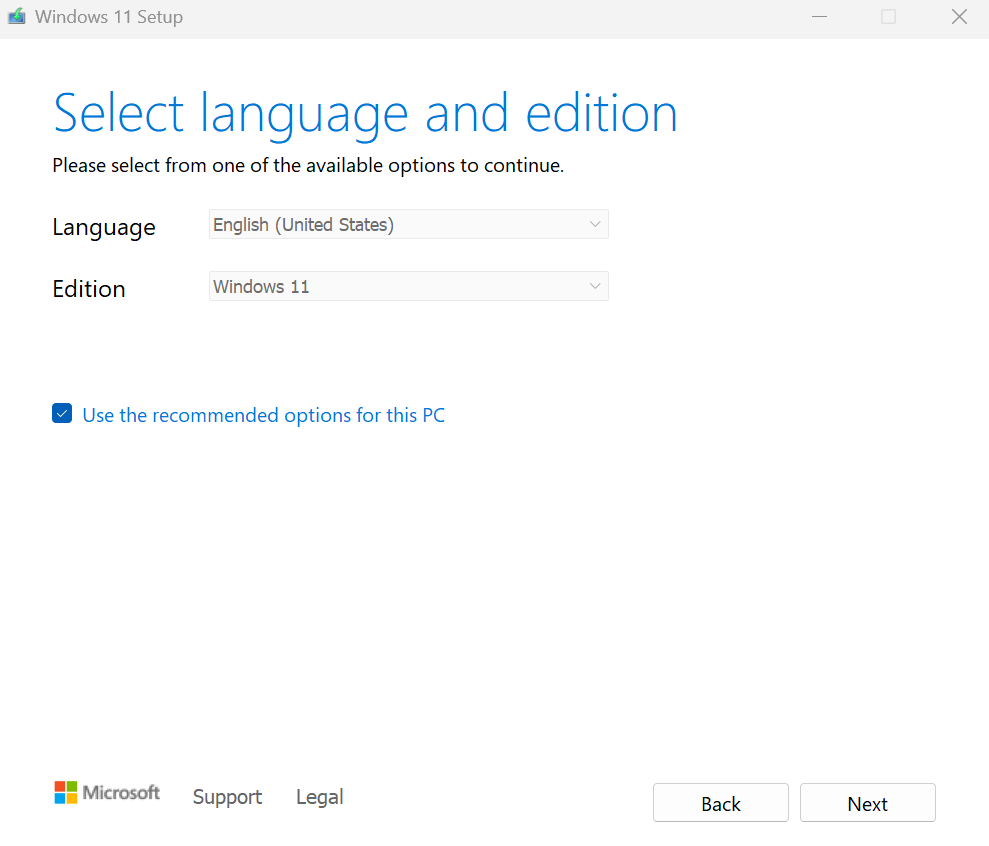 Windows 11 Setup
Select language and edition
Please select from one of the available options to continue.
Language English (United States)
Edition Windows 11
Use the recommended options for this PC
Microsoft Support Legal Back Next